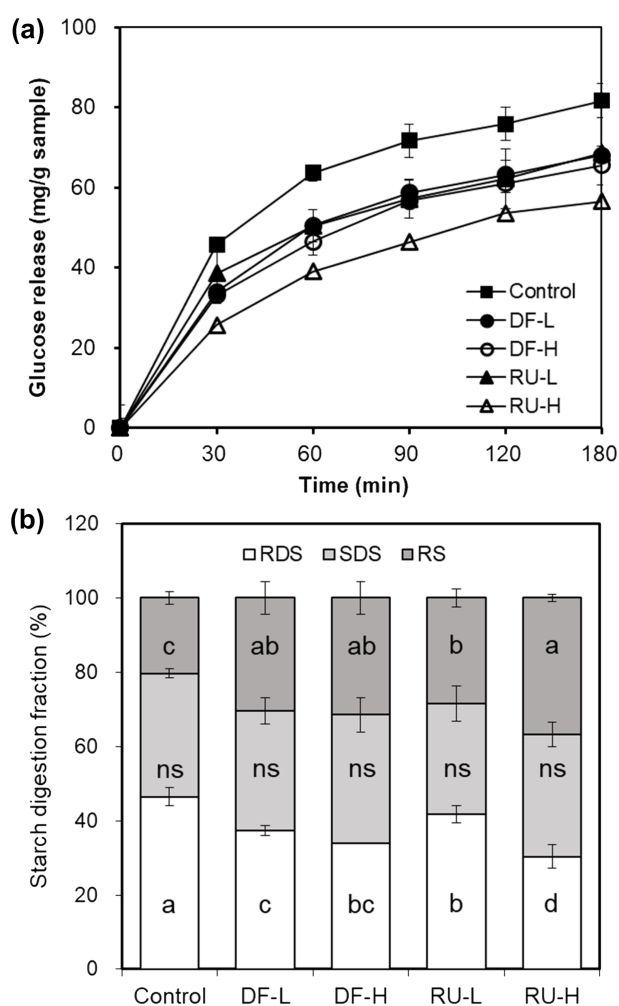 (a)
Glucose release (mg/g sample)
100
80
60
40
20
0
Control
DF-L
DF-H
RU-L
RU-H
0 30 60 90 120 180
Time (min)
(b)
Starch digestion fraction (%)
120
100
80
60
40
20
0
RDS SDS RS
c ab ab b a
ns ns ns ns ns
a c bc b d
Control DF-L DF-H RU-L RU-H